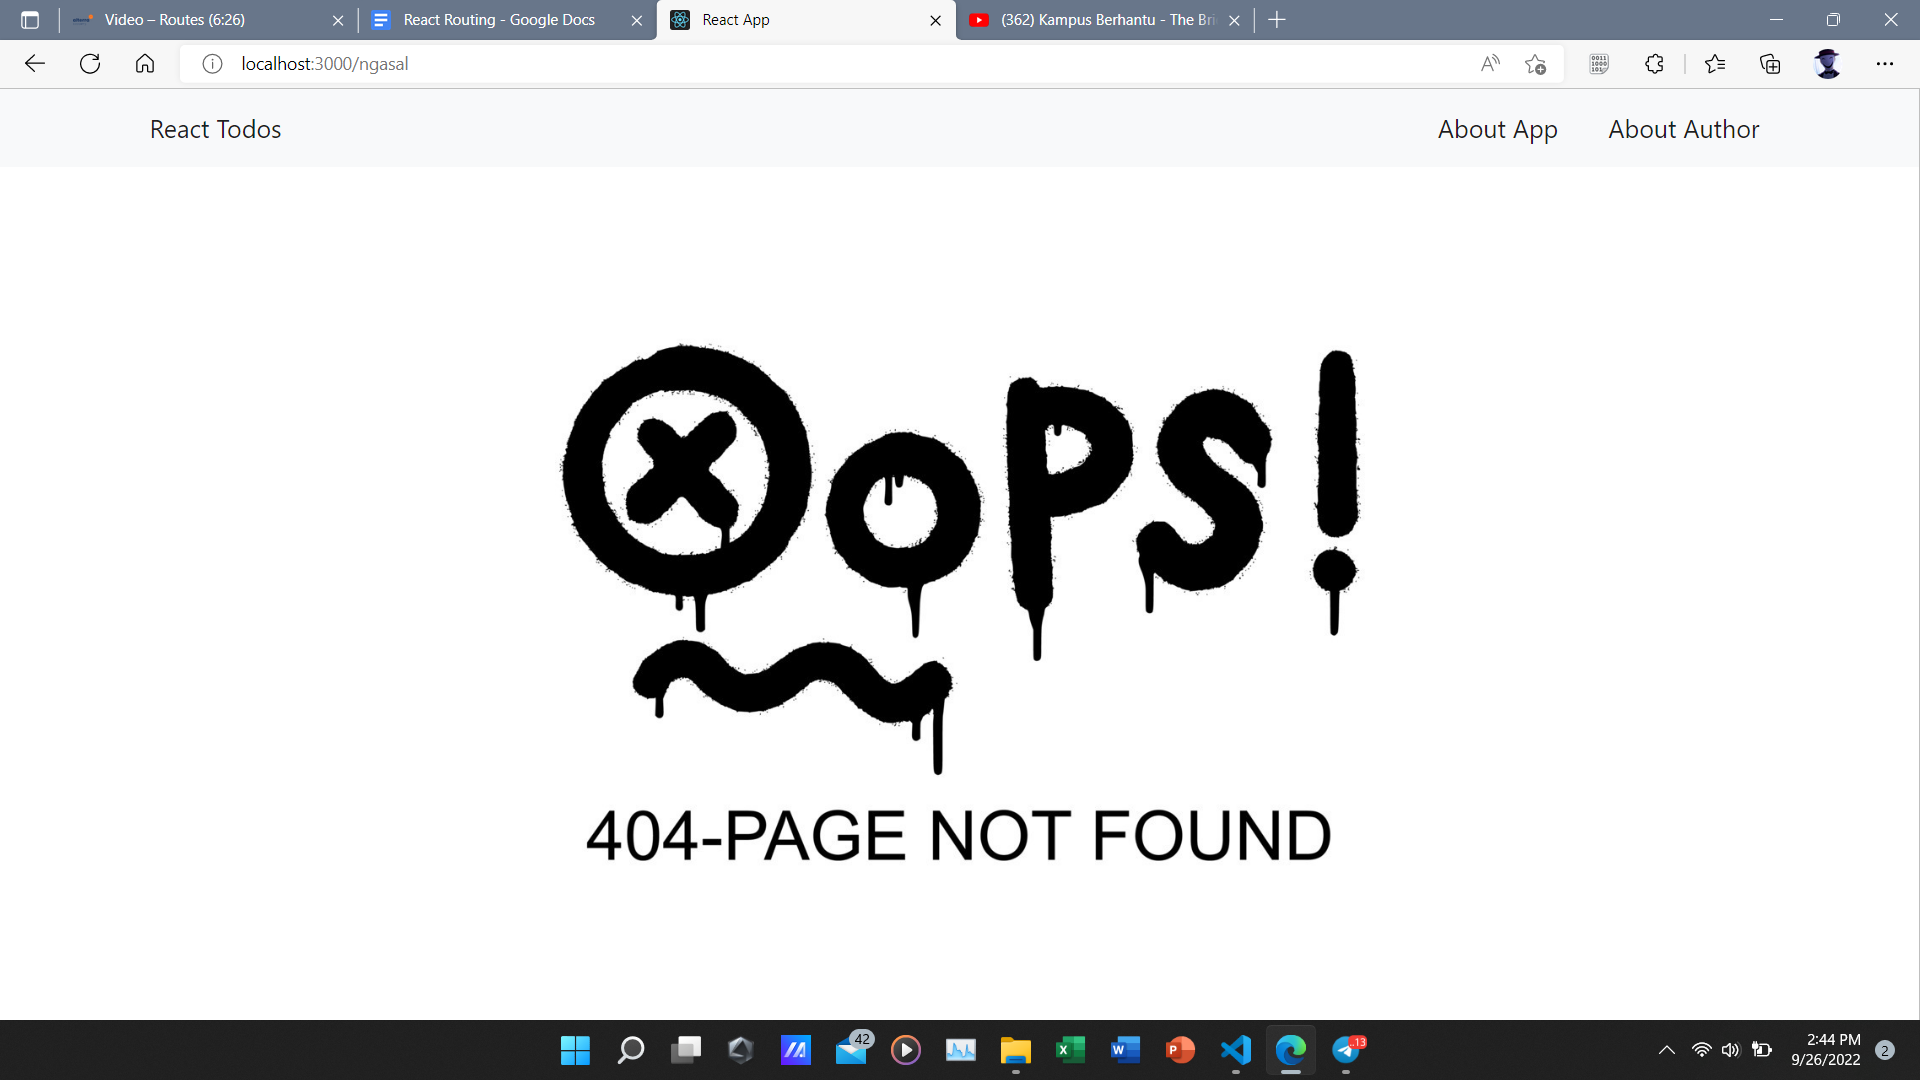 Video – Routes (6:26)
React Routing - Google Docs
React App
(362) Kampus Berhantu - The Bri
localhost:3000/ngasal
React Todos
About App
About Author
Oops!
404-PAGE NOT FOUND
42
.13
2:44 PM
9/26/2022
2